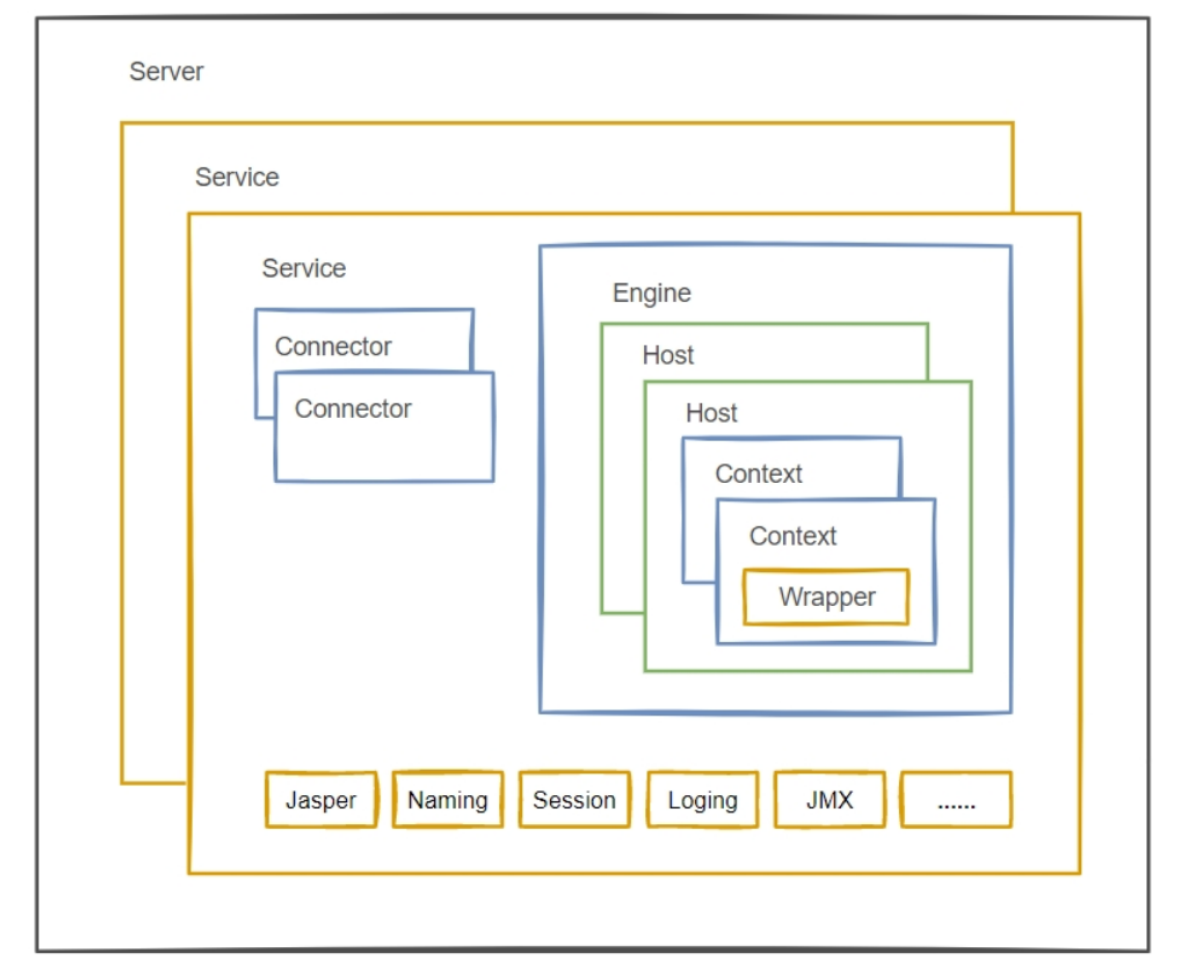 Server
Service
Service
Connector
Connector
Engine
Host
Host
Context
Context
Wrapper
Jasper Naming Session Loging JMX ......